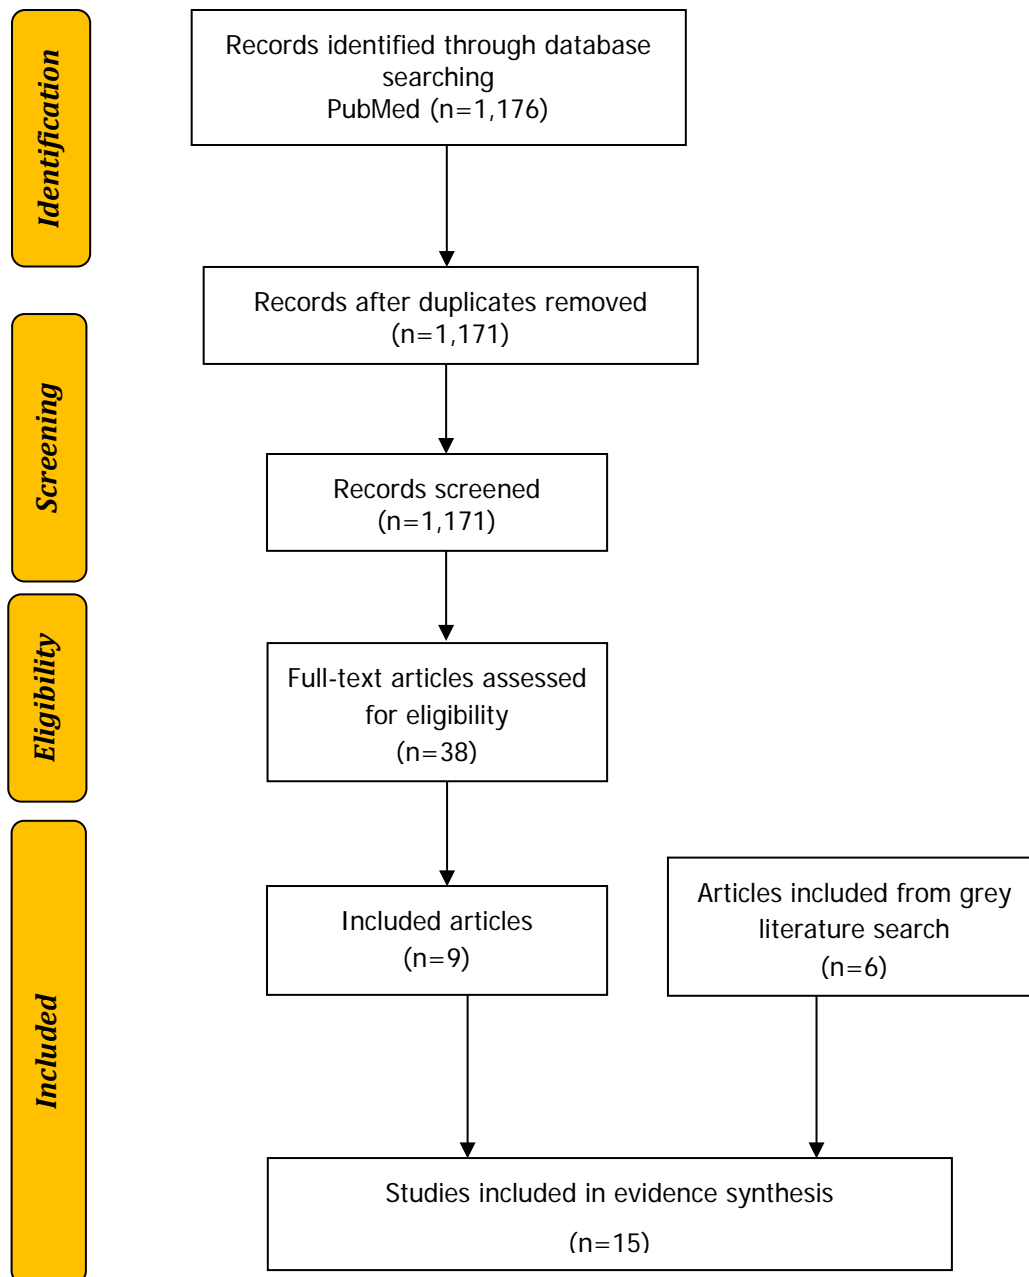 Identification
Records identified through database
searching
PubMed (n=1,176)
Records after duplicates removed
(n=1,171)
Screening
Records screened
(n=1,171)
Eligibility
Full-text articles assessed
for eligibility
(n=38)
Included
Included articles
(n=9)
Articles included from grey
literature search
(n=6)
Studies included in evidence synthesis
(n=15)